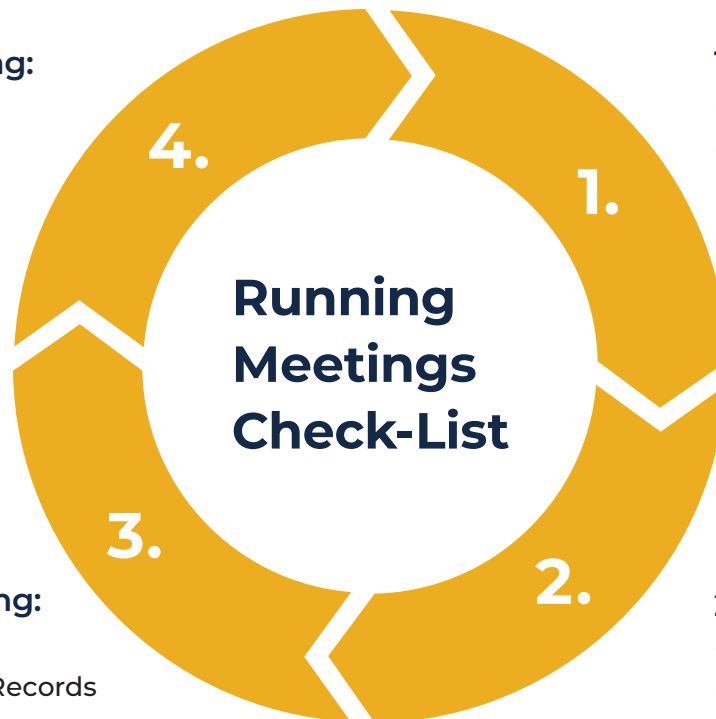 ng:
4.
1.
Running
Meetings
Check-List
3.
2.
ng:
Records